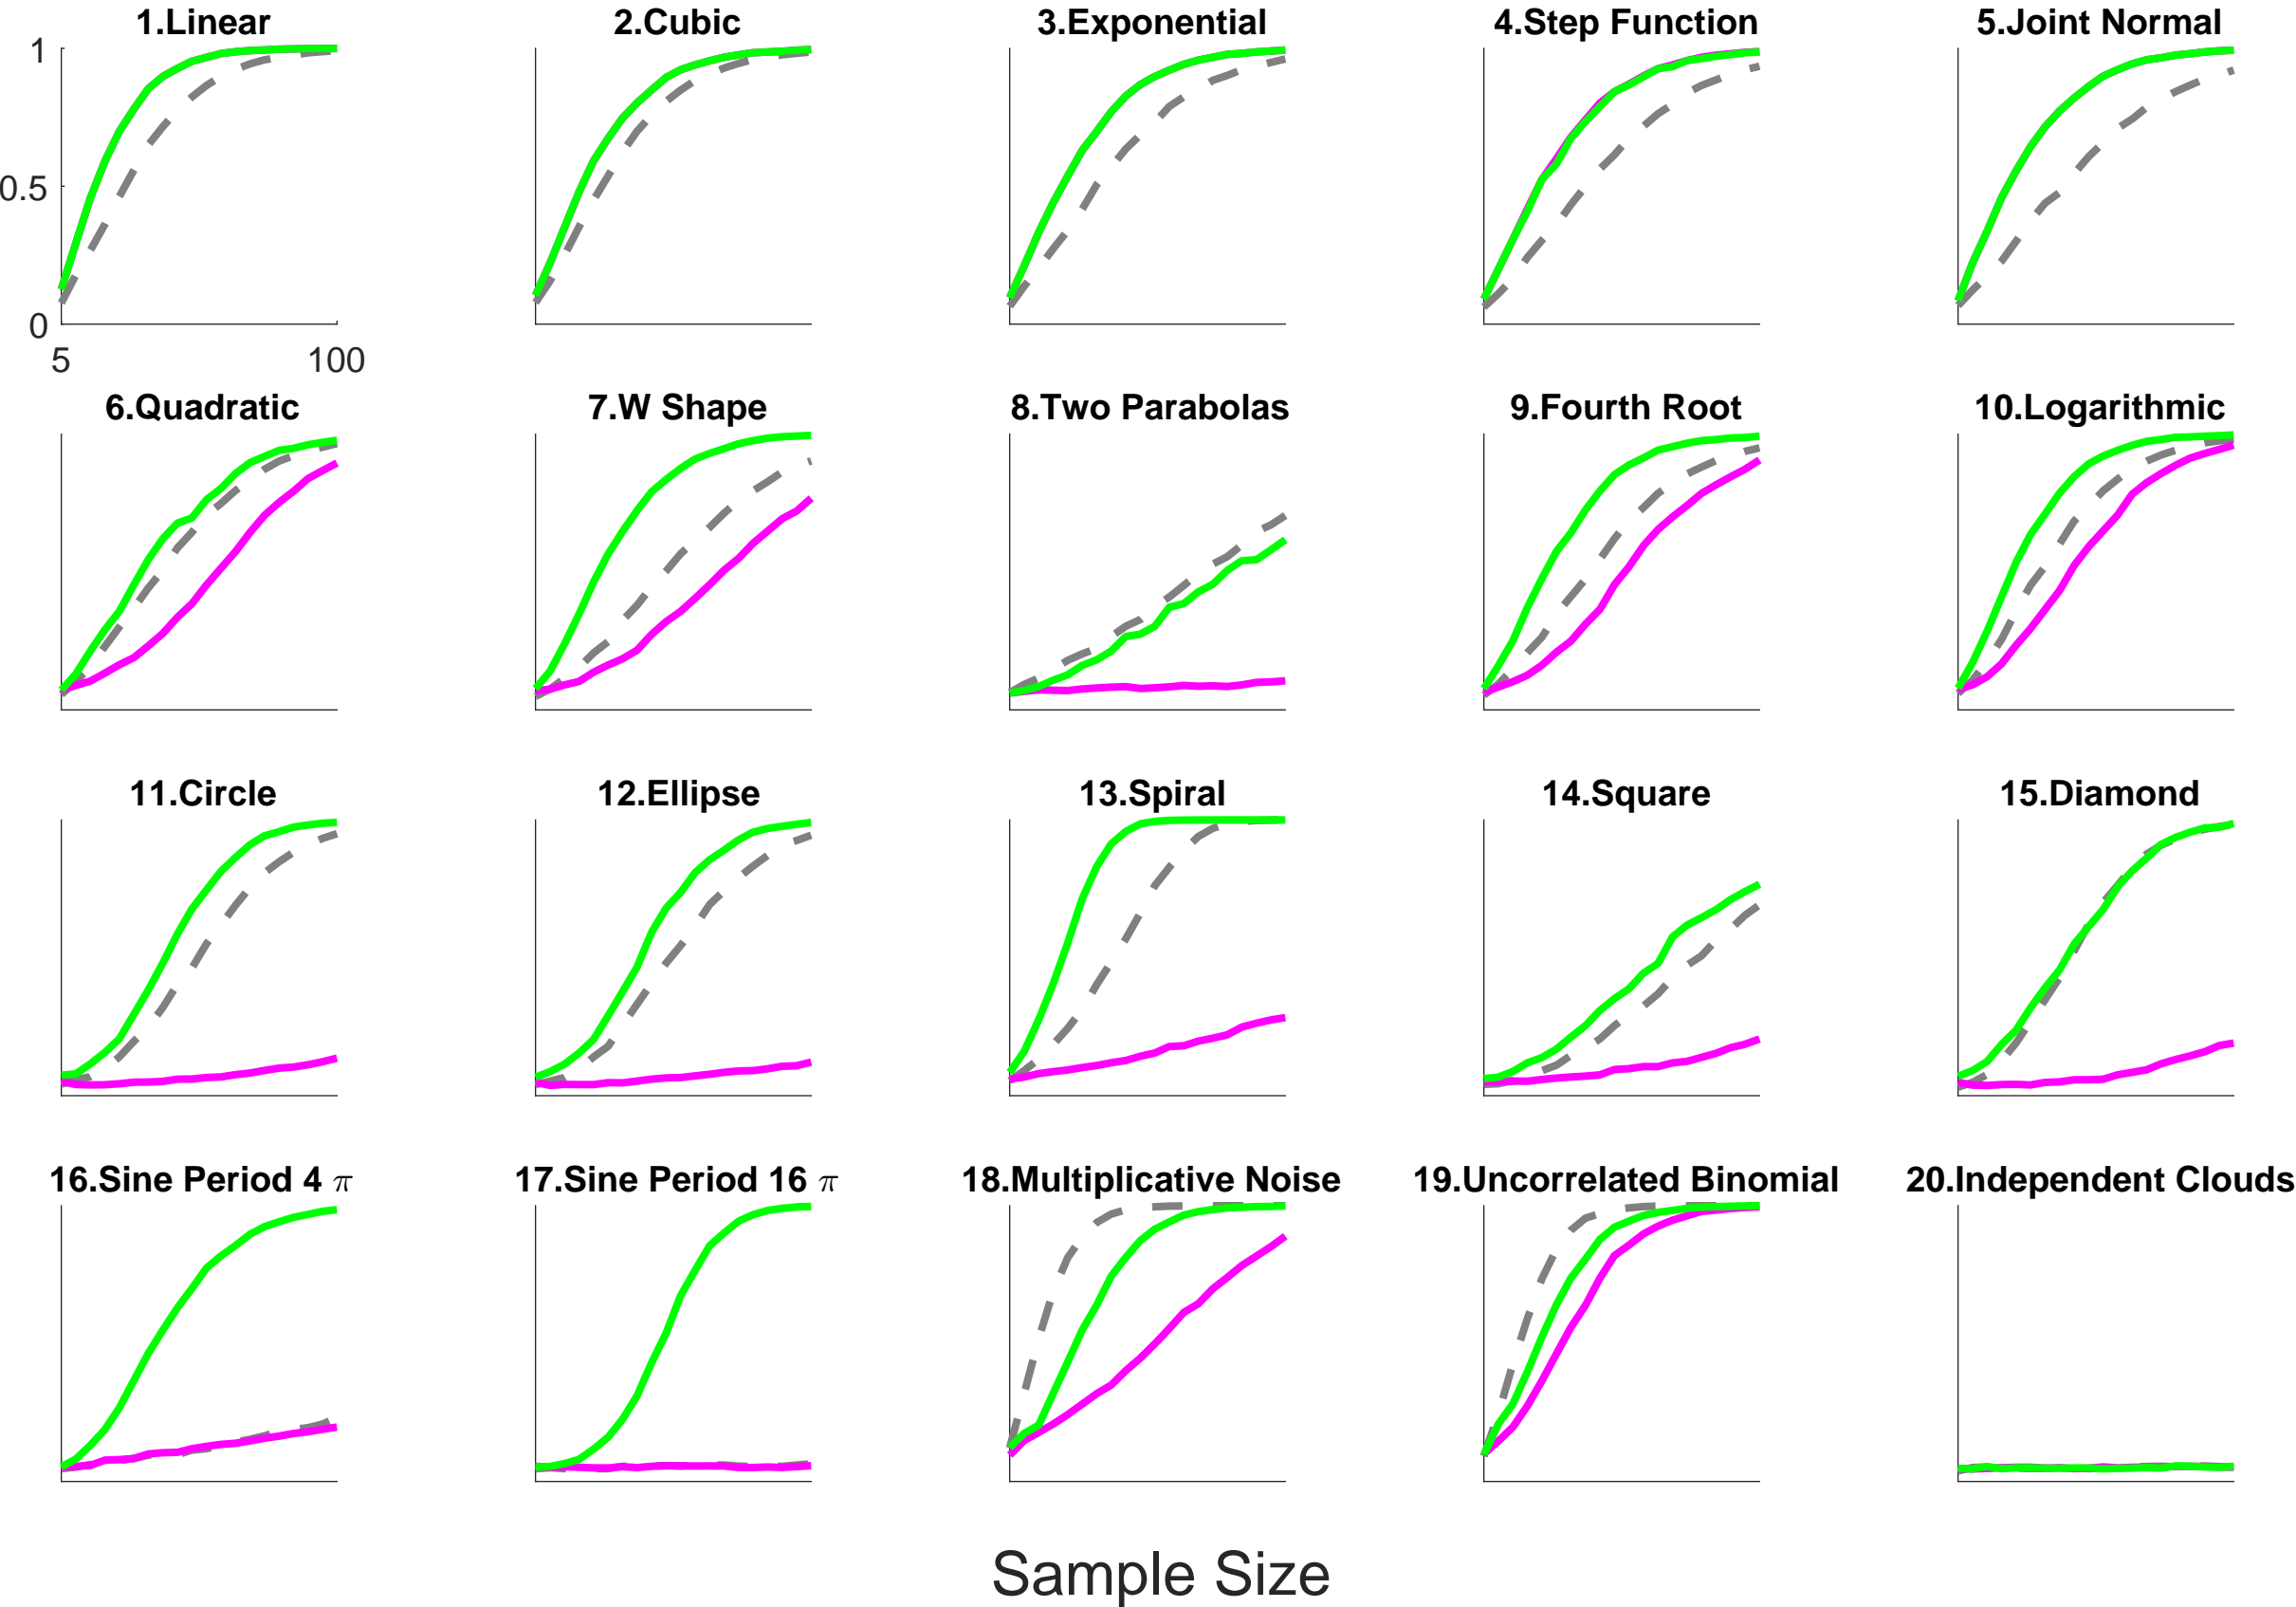 1.Linear
2.Cubic
3.Exponential
4.Step Function
5.Joint Normal
1
0.5
0
5
100
6.Quadratic
7.W Shape
8.Two Parabolas
9.Fourth Root
10.Logarithmic
11.Circle
12.Ellipse
13.Spiral
14.Square
15.Diamond
16.Sine Period 4 π
17.Sine Period 16 π
18.Multiplicative Noise
19.Uncorrelated Binomial
20.Independent Clouds
Sample Size